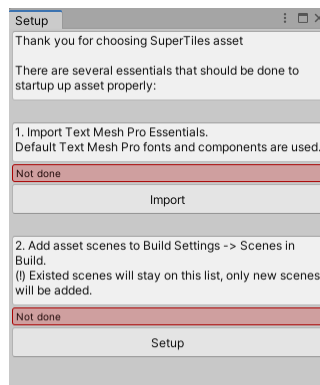 Setup
Thank you for choosing SuperTiles asset
There are several essentials that should be done to
startup up asset properly:
1. Import Text Mesh Pro Essentials.
Default Text Mesh Pro fonts and components are used.
Not done
Import
2. Add asset scenes to Build Settings -> Scenes in
Build.
(!) Existed scenes will stay on this list, only new scenes
will be added.
Not done
Setup